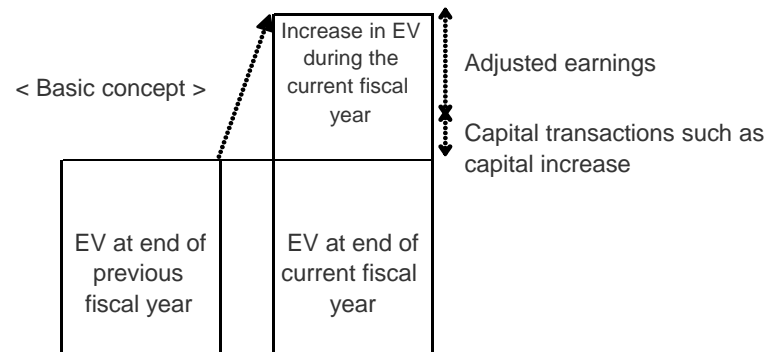 Increase in EV
during the
current fiscal
year
Adjusted earnings
< Basic concept >
Capital transactions such as
capital increase
EV at end of
previous
fiscal year
EV at end of
current fiscal
year